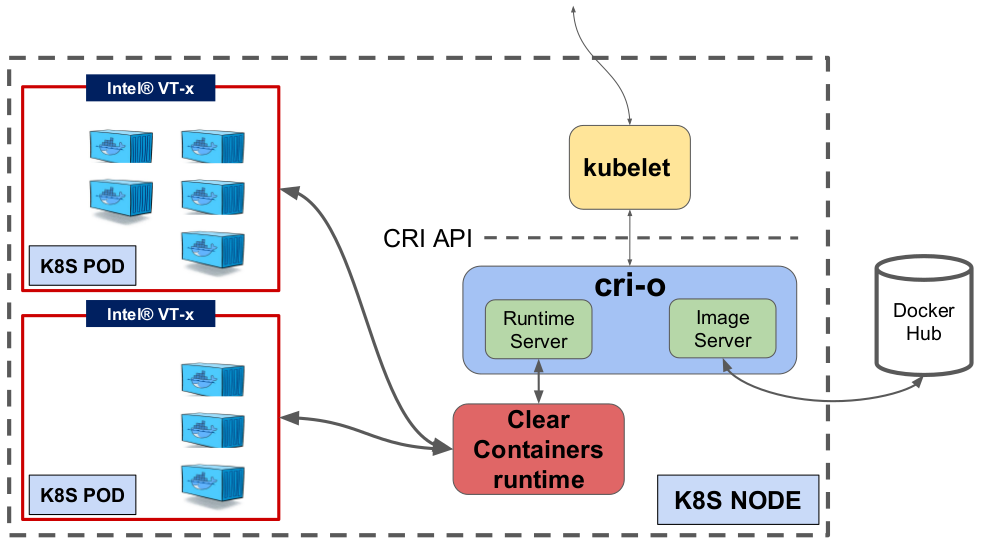 Intel® VT-x
K8S POD
Intel® VT-x
K8S POD
kubelet
CRI API
cri-o
Runtime
Server
Image
Server
Clear
Containers
runtime
Docker
Hub
K8S NODE